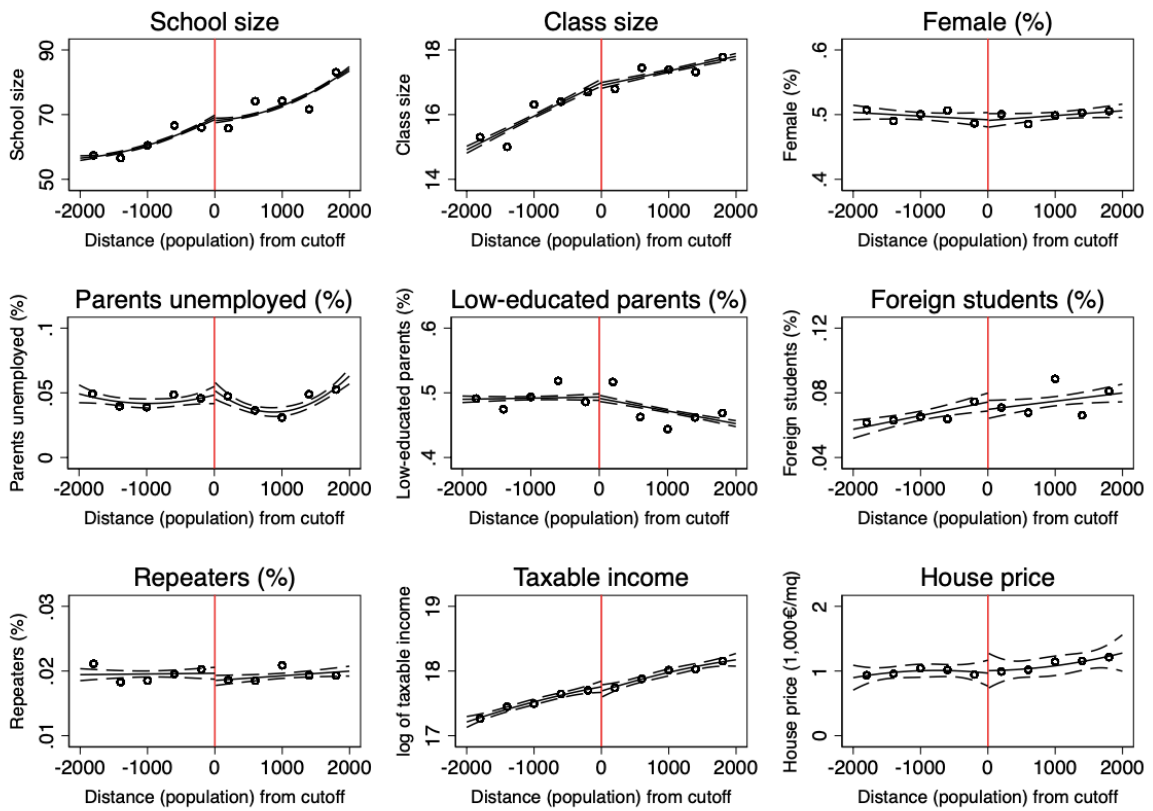 School size
School size
90
70
50
-2000 -1000 0 1000 2000
Distance (population) from cutoff
Class size
Class size
18
16
14
-2000 -1000 0 1000 2000
Distance (population) from cutoff
Female (%)
Female (%)
.6
.5
.4
-2000 -1000 0 1000 2000
Distance (population) from cutoff
Parents unemployed (%)
Parents unemployed (%)
.1
.05
0
-2000 -1000 0 1000 2000
Distance (population) from cutoff
Low-educated parents (%)
Low-educated parents (%)
.6
.5
.4
-2000 -1000 0 1000 2000
Distance (population) from cutoff
Foreign students (%)
Foreign students (%)
.12
.08
.04
-2000 -1000 0 1000 2000
Distance (population) from cutoff
Repeaters (%)
Repeaters (%)
.03
.02
.01
-2000 -1000 0 1000 2000
Distance (population) from cutoff
Taxable income
log of taxable income
19
18
17
-2000 -1000 0 1000 2000
Distance (population) from cutoff
House price
House price (1,000€/mq)
2
1
0
-2000 -1000 0 1000 2000
Distance (population) from cutoff